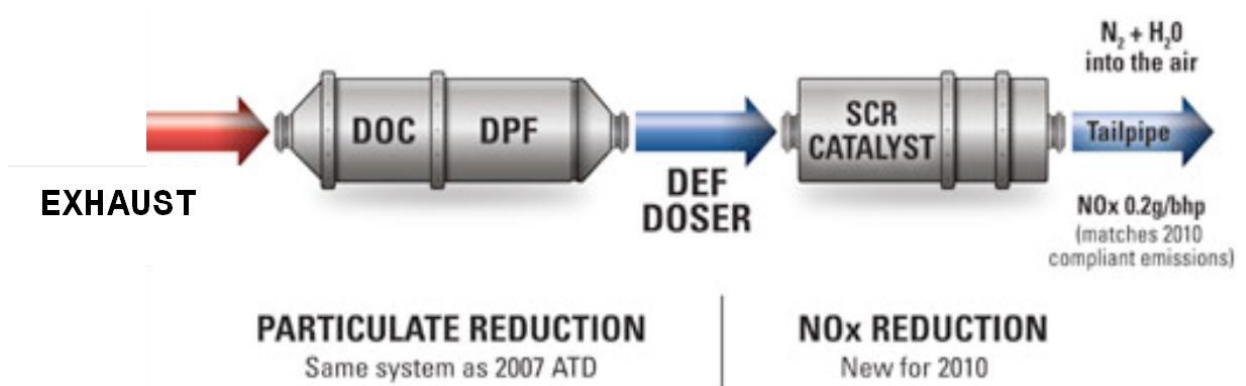 EXHAUST
DOC
DPF
DEF
DOSER
SCR
CATALYST
N₂ + H₂0
into the air
Tailpipe
NOx 0.2g/bhp
(matches 2010
compliant emissions)
PARTICULATE REDUCTION
Same system as 2007 ATD
NOx REDUCTION
New for 2010